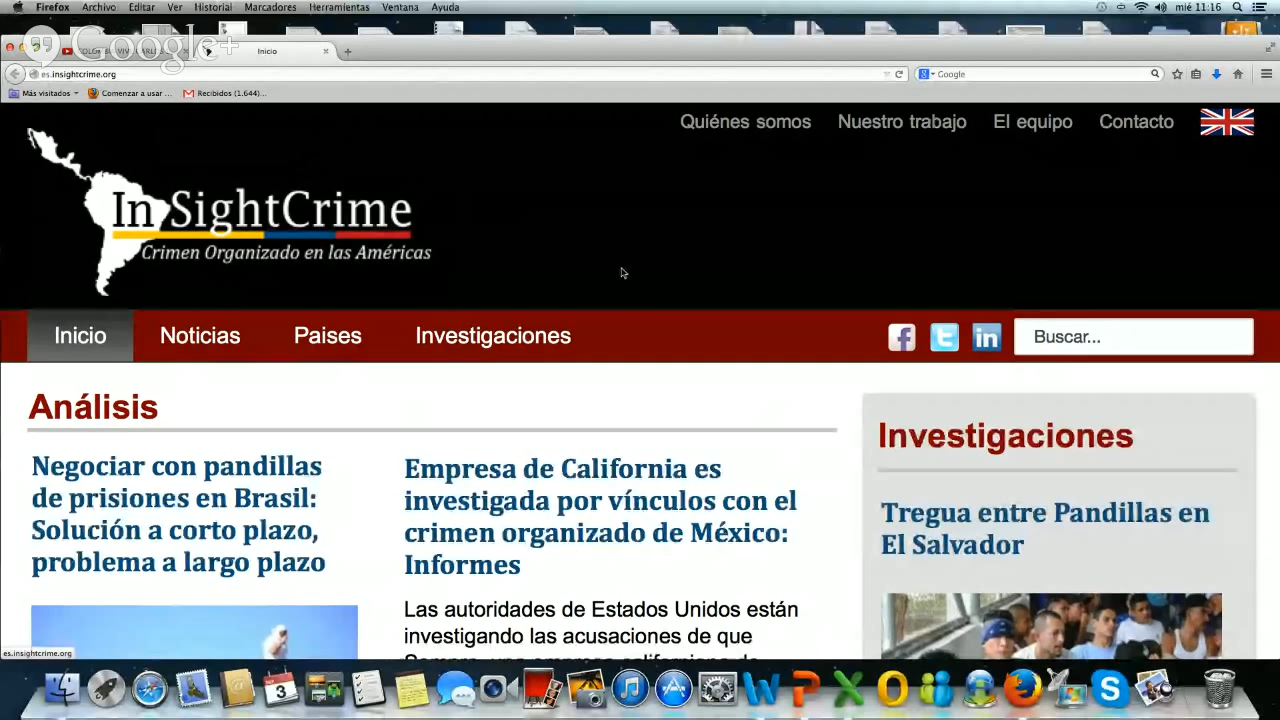 Firefox Archivo Editar Ver Historial Marcadores Herramientas Ventana Ayuda
mié 11:16
Google+
Inicio
es.insightcrime.org
Google
Más visitados
Comenzar a usar ...
Recibidos (1.644)...
Quiénes somos Nuestro trabajo El equipo Contacto
InSightCrime
Crimen Organizado en las Américas
Inicio Noticias Paises Investigaciones
Buscar...
Análisis
Negociar con pandillas
de prisiones en Brasil:
Solución a corto plazo,
problema a largo plazo
Empresa de California es
investigada por vínculos con el
crimen organizado de México:
Informes
Las autoridades de Estados Unidos están
investigando las acusaciones de que
Investigaciones
Tregua entre Pandillas en
El Salvador
es.insightcrime.org
3